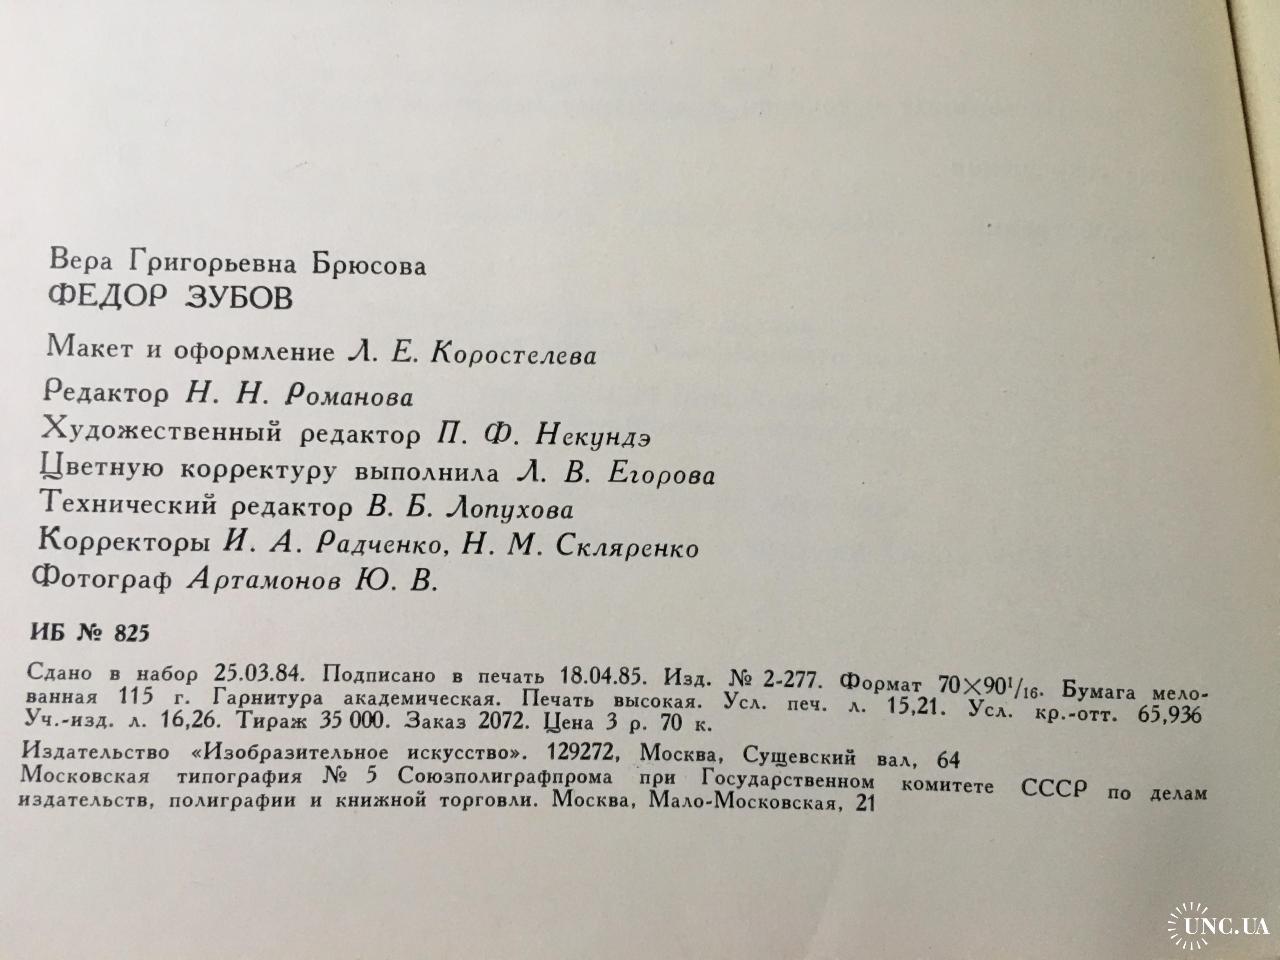 Вера Григорьевна Брюсова
ФЕДОР ЗУБОВ
Макет и оформление Л. Е. Коростелева
Редактор Н. Н. Романова
Художественный редактор П. Ф. Некундэ
Цветную корректуру выполнила Л. В. Егорова
Технический редактор В. Б. Лопухова
Корректоры И. А. Радченко, Н. М. Скляренко
Фотограф Артамонов Ю. В.
ИБ № 825
Сдано в набор 25.03.84. Подписано в печать 18.04.85. Изд. № 2-277. Формат 70×90¹/₁₆. Бумага мело-
ванная 115 г. Гарнитура академическая. Печать высокая. Усл. печ. л. 15,21. Усл. кр.-отт. 65,936
Уч.-изд. л. 16,26. Тираж 35 000. Заказ 2072. Цена 3 р. 70 к.
Издательство «Изобразительное искусство». 129272, Москва, Сущевский вал, 64
Московская типография № 5 Союзполиграфпрома при Государственном комитете СССР по делам
издательств, полиграфии и книжной торговли. Москва, Мало-Московская, 21
UNC.UA